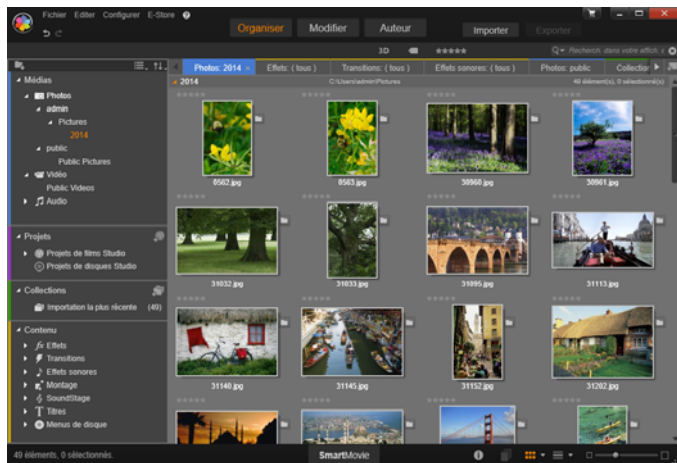 Fichier Editer Configurer E-Store
Organiser Modifier Auteur Importer Exporter
3D
Recherch. dans votre affich. c
Photos: 2014 × Effets: ( tous ) Transitions: ( tous ) Effets sonores: ( tous ) Photos: public Collection
Médias
2014 C:\Users\admin\Pictures 49 élément(s), 0 sélectionné(s)
Photos
admin
Pictures
2014
public
Public Pictures
Vidéo
Public Videos
Audio
Projets
Projets de films Studio
Projets de disques Studio
Collections
Importation la plus récente (49)
Contenu
fx Effets
Transitions
Effets sonores
Montage
SoundStage
T Titres
Menus de disque
0562.jpg 0563.jpg 30960.jpg 30961.jpg
31032.jpg 31033.jpg 31095.jpg 31113.jpg
31140.jpg 31145.jpg 31152.jpg 31202.jpg
49 éléments, 0 sélectionnés. SmartMovie